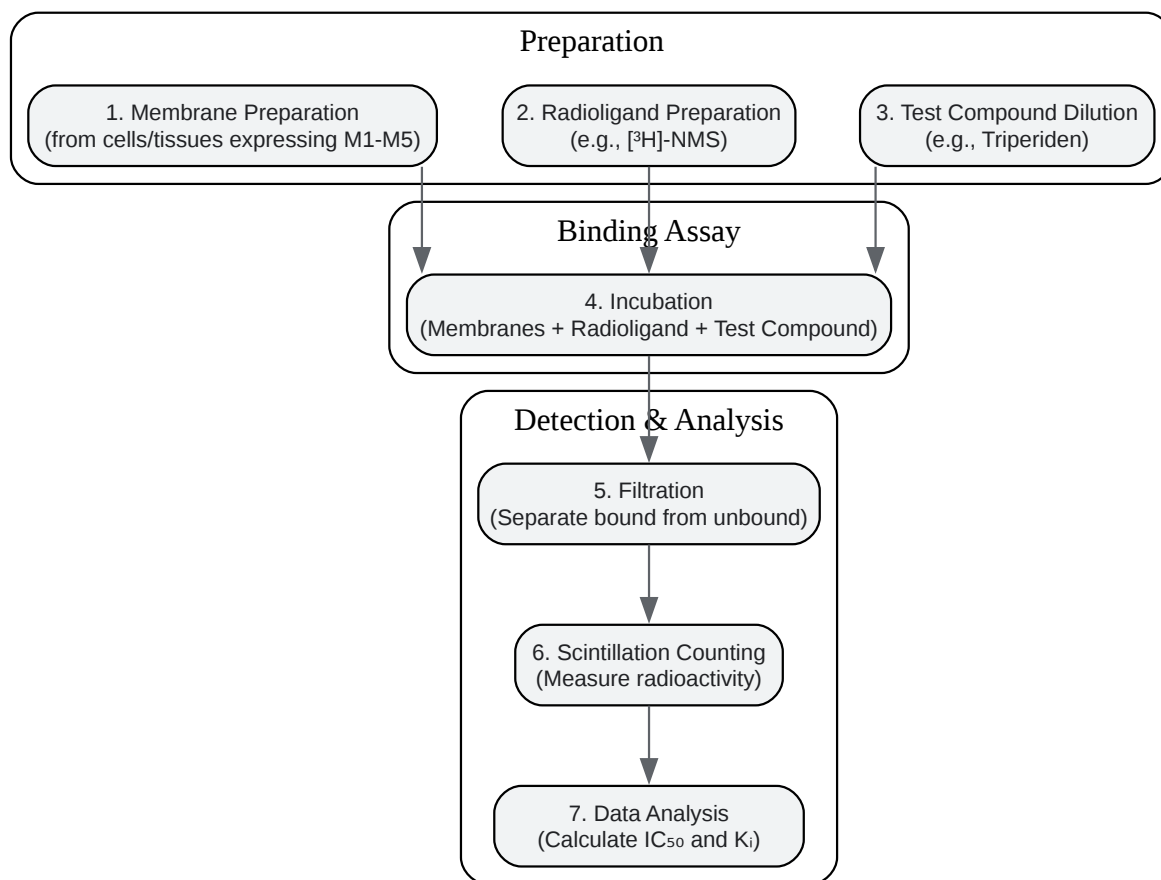 Preparation
1. Membrane Preparation
(from cells/tissues expressing M1-M5)
2. Radioligand Preparation
(e.g., [³H]-NMS)
3. Test Compound Dilution
(e.g., Triperiden)
Binding Assay
4. Incubation
(Membranes + Radioligand + Test Compound)
Detection & Analysis
5. Filtration
(Separate bound from unbound)
6. Scintillation Counting
(Measure radioactivity)
7. Data Analysis
(Calculate IC₅₀ and Kᵢ)